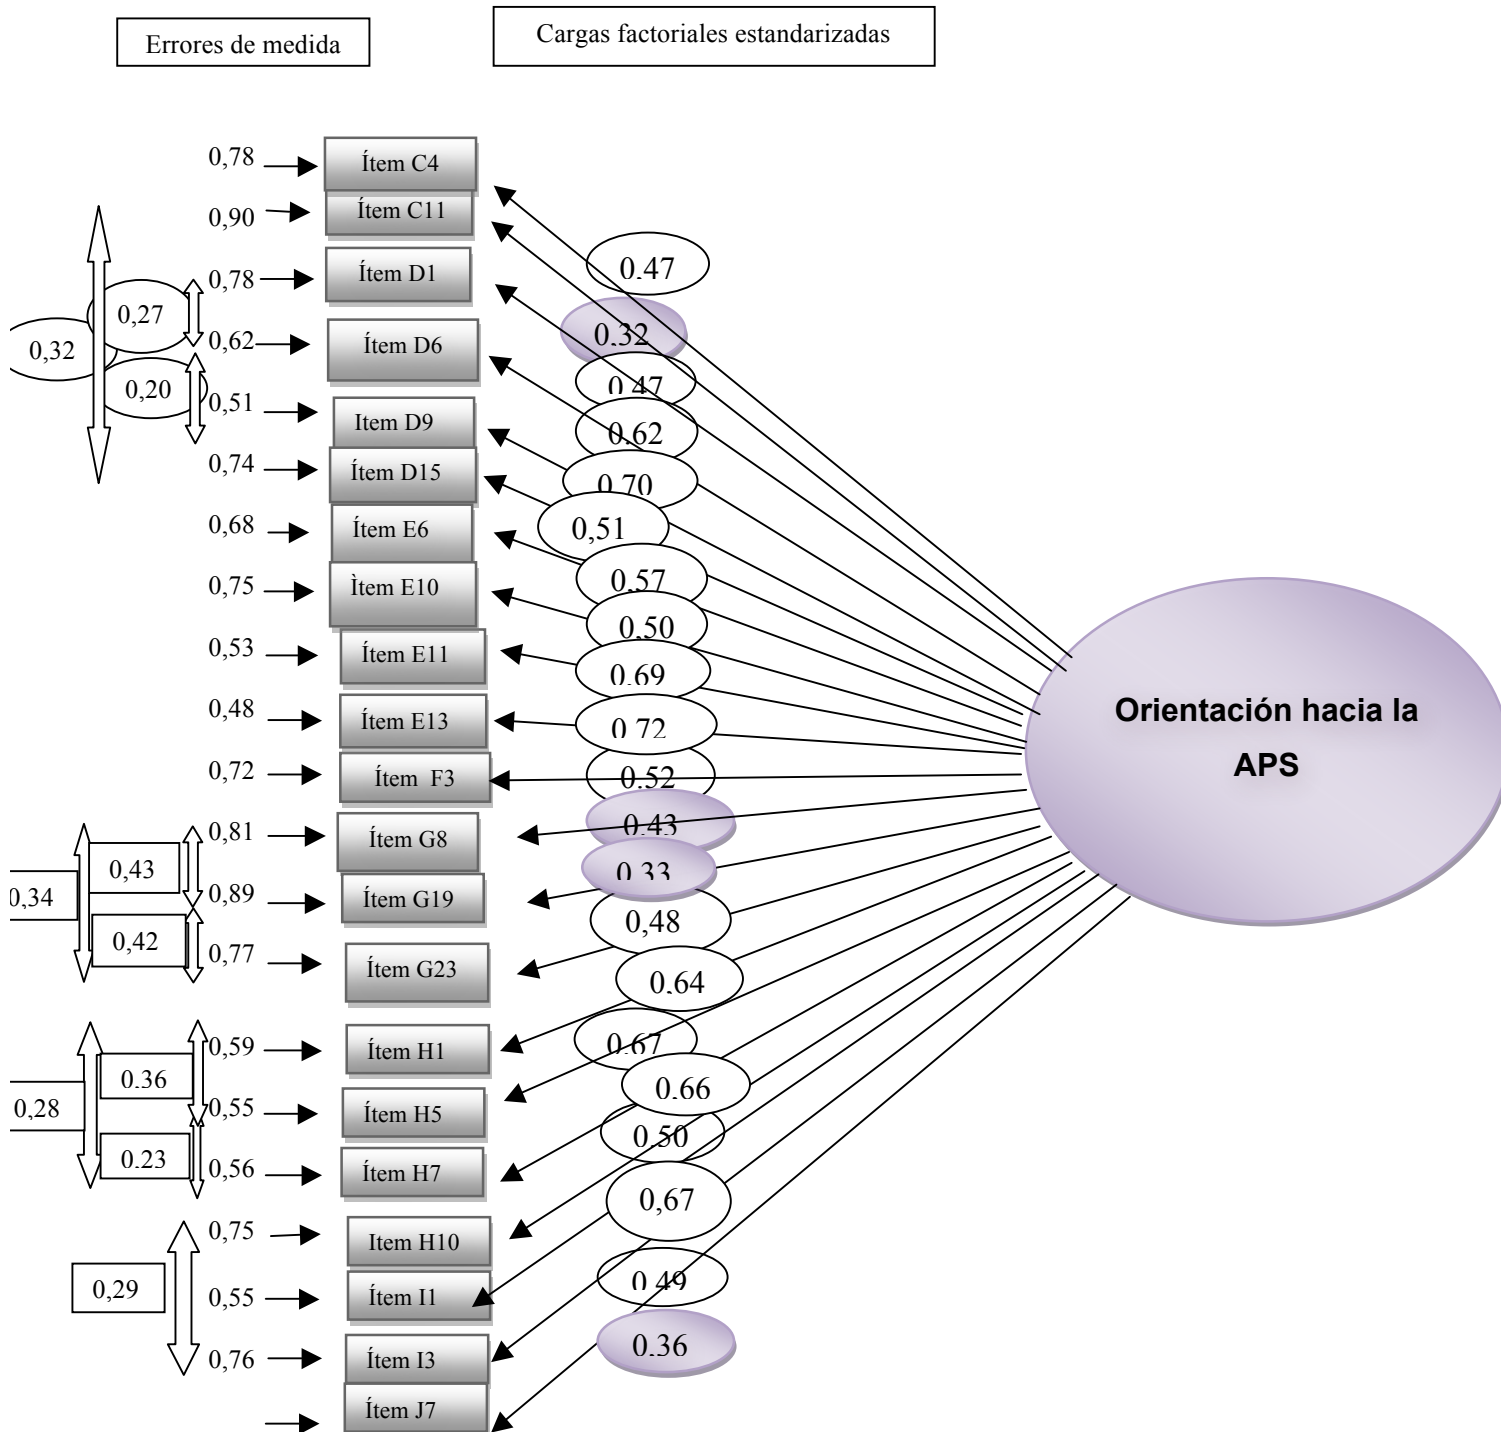 Errores de medida
Cargas factoriales estandarizadas
0,78
Ítem C4
0,90
Ítem C11
0,47
0,78
Ítem D1
0,27
0,32
0,62
Ítem D6
0,32
0,47
0,20
0,51
Item D9
0,62
0,74
Ítem D15
0,70
0,68
Ítem E6
0,51
0,75
Ìtem E10
0,57
0,50
0,53
Ítem E11
0,69
0,48
Ítem E13
0,72
Orientación hacia la
APS
0,72
Ítem F3
0,52
0,81
Ítem G8
0,43
0,43
0,34
0,89
Ítem G19
0,33
0,42
0,77
Ítem G23
0,48
0,64
0,59
Ítem H1
0,67
0,36
0,28
0,55
Ítem H5
0,66
0,23
0,56
Ítem H7
0,50
0,67
0,75
Item H10
0,29
0,55
Ítem I1
0,49
0,76
Ítem I3
0,36
Ítem J7